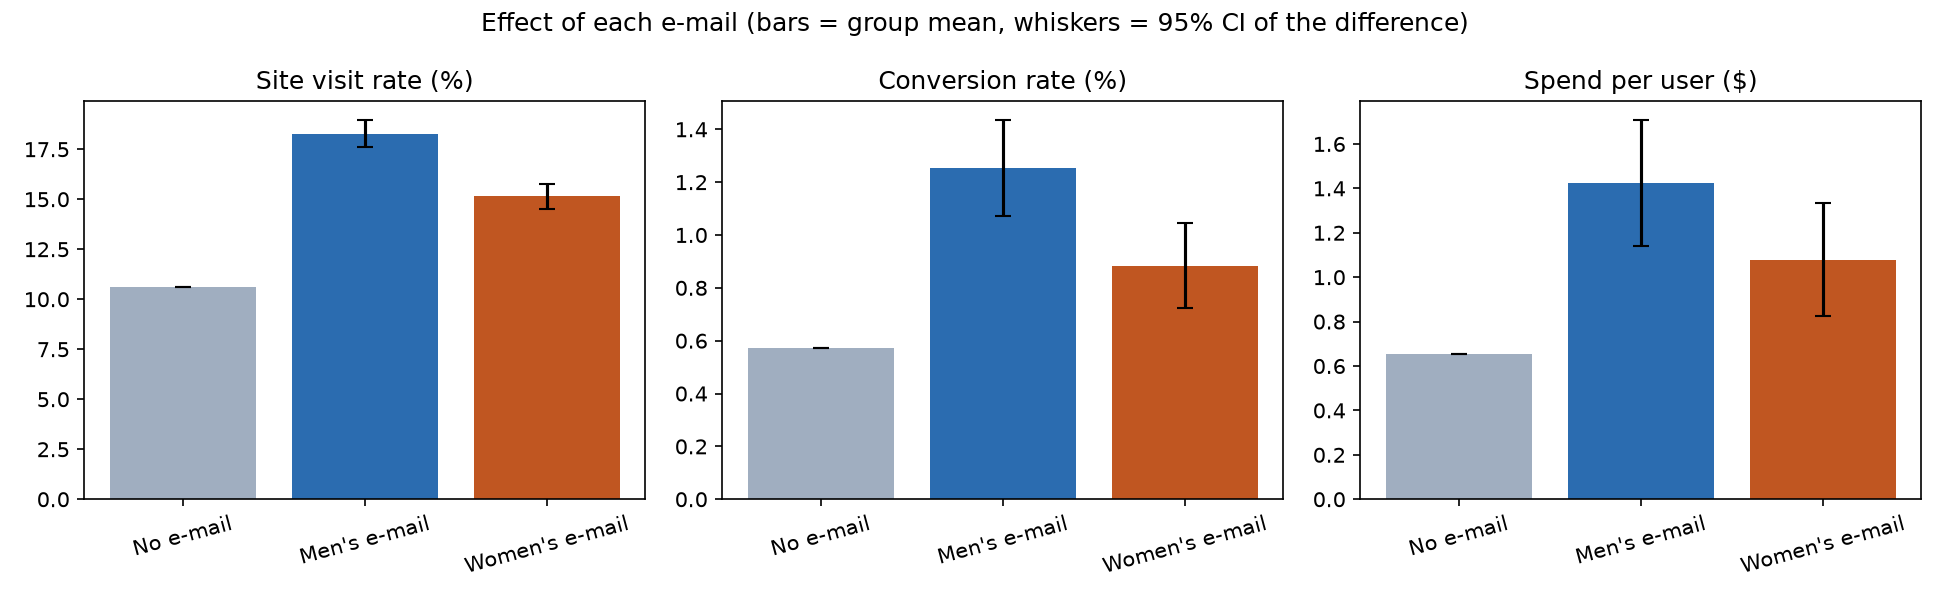 Effect of each e-mail (bars = group mean, whiskers = 95% CI of the difference)
Site visit rate (%)
17.5
15.0
12.5
10.0
7.5
5.0
2.5
0.0
No e-mail
Men's e-mail
Women's e-mail
Conversion rate (%)
1.4
1.2
1.0
0.8
0.6
0.4
0.2
0.0
No e-mail
Men's e-mail
Women's e-mail
Spend per user ($)
1.6
1.4
1.2
1.0
0.8
0.6
0.4
0.2
0.0
No e-mail
Men's e-mail
Women's e-mail